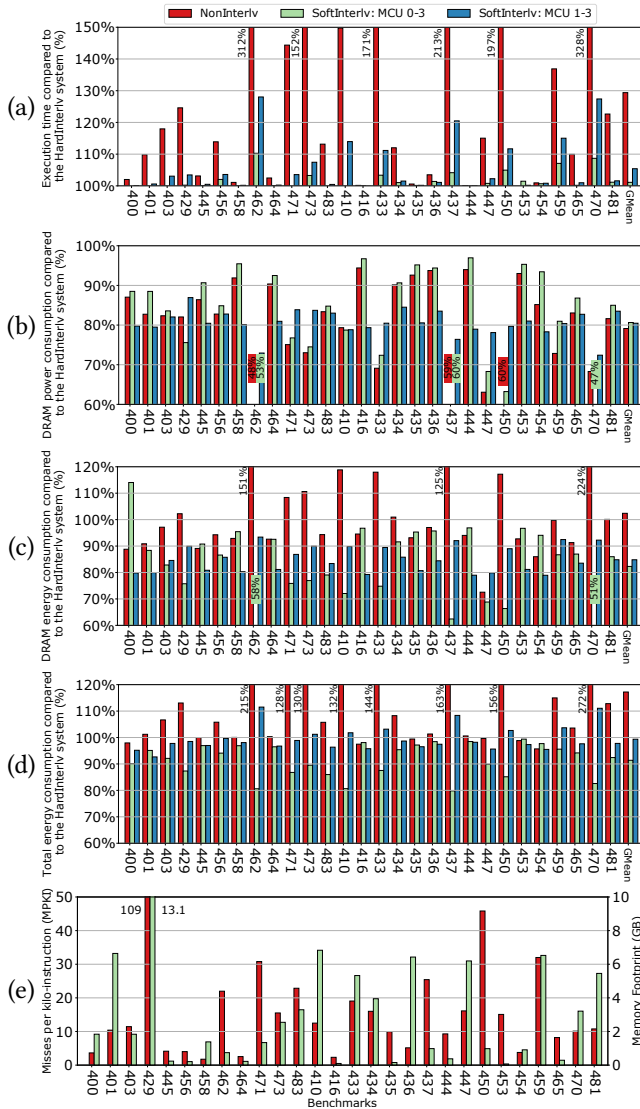 NonInterlv
SoftInterlv: MCU 0-3
SoftInterlv: MCU 1-3
(a)
Execution time compared to
the HardInterlv system (%)
150%
140%
130%
120%
110%
100%
312%
152%
171%
213%
197%
328%
400 401 403 429 445 456 458 462 464 471 473 483 410 416 433 434 435 436 437 444 447 450 453 454 459 465 470 481 GMean
(b)
DRAM power consumption compared
to the HardInterlv system (%)
100%
90%
80%
70%
60%
48%
53%
59%
60%
60%
47%
400 401 403 429 445 456 458 462 464 471 473 483 410 416 433 434 435 436 437 444 447 450 453 454 459 465 470 481 GMean
(c)
DRAM energy consumption compared
to the HardInterlv system (%)
120%
110%
100%
90%
80%
70%
60%
151%
58%
125%
224%
51%
400 401 403 429 445 456 458 462 464 471 473 483 410 416 433 434 435 436 437 444 447 450 453 454 459 465 470 481 GMean
(d)
Total energy consumption compared
to the HardInterlv system (%)
120%
110%
100%
90%
80%
70%
60%
215%
128%
130%
132%
144%
163%
156%
272%
400 401 403 429 445 456 458 462 464 471 473 483 410 416 433 434 435 436 437 444 447 450 453 454 459 465 470 481 GMean
(e)
Misses per kilo-instruction (MPKI)
50
40
30
20
10
0
109
13.1
10
8
6
4
2
0
Memory Footprint (GB)
400 401 403 429 445 456 458 462 464 471 473 483 410 416 433 434 435 436 437 444 447 450 453 454 459 465 470 481
Benchmarks